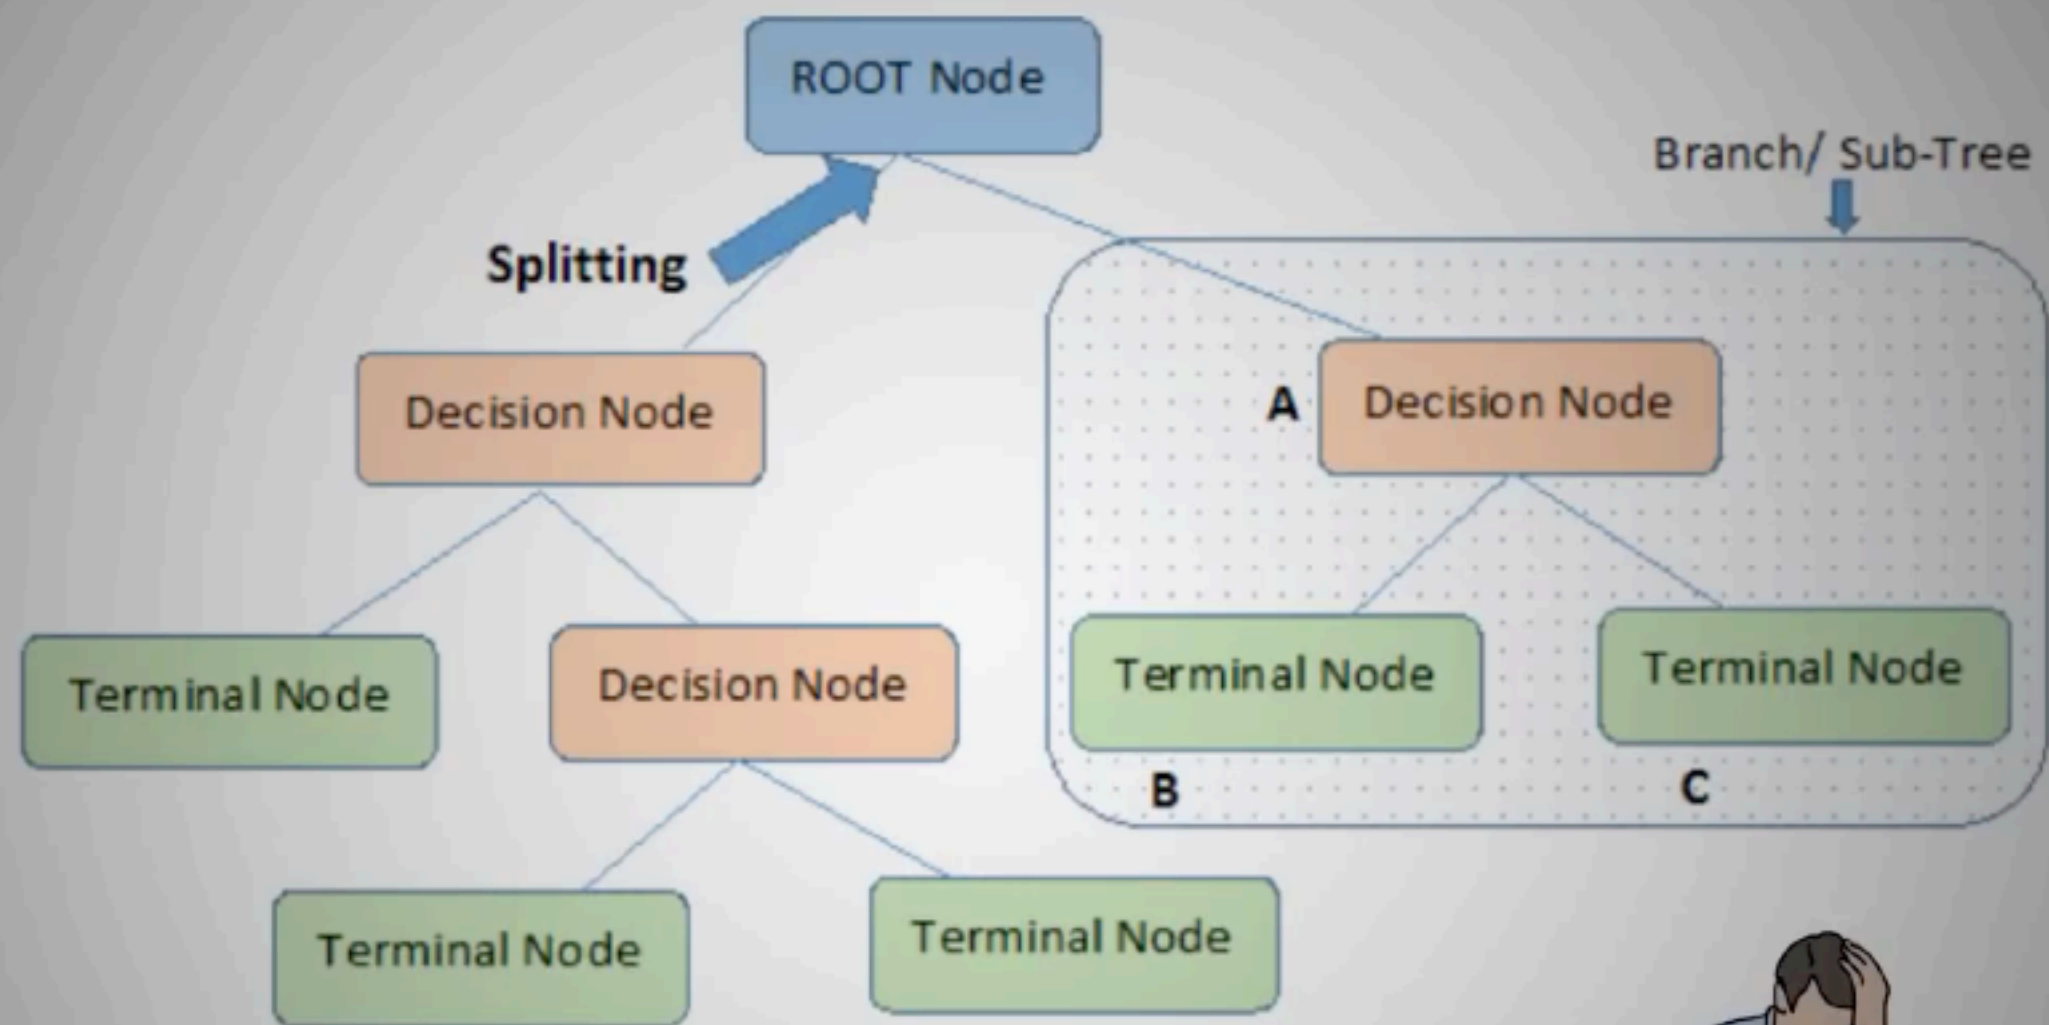 ROOT Node
Branch/ Sub-Tree
Splitting
Decision Node
A
Decision Node
Terminal Node
Decision Node
Terminal Node
Terminal Node
B
C
Terminal Node
Terminal Node